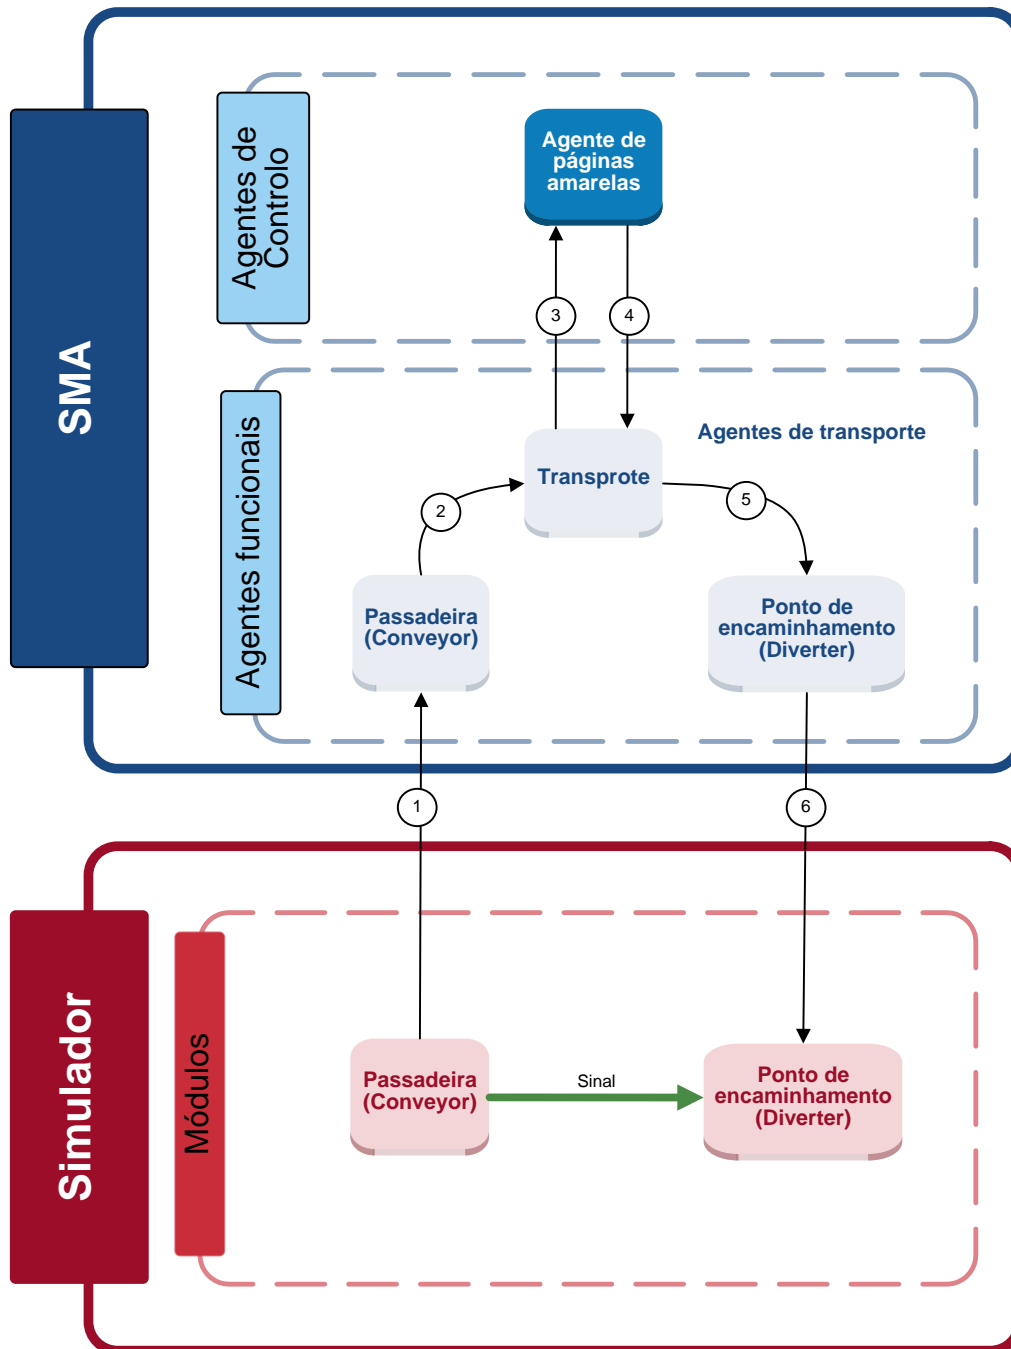 SMA
Agentes de
Controlo
Agente de
páginas
amarelas
3
4
Agentes funcionais
Agentes de transporte
Transprote
2
5
Passadeira
(Conveyor)
Ponto de
encaminhamento
(Diverter)
1
6
Simulador
Módulos
Passadeira
(Conveyor)
Sinal
Ponto de
encaminhamento
(Diverter)